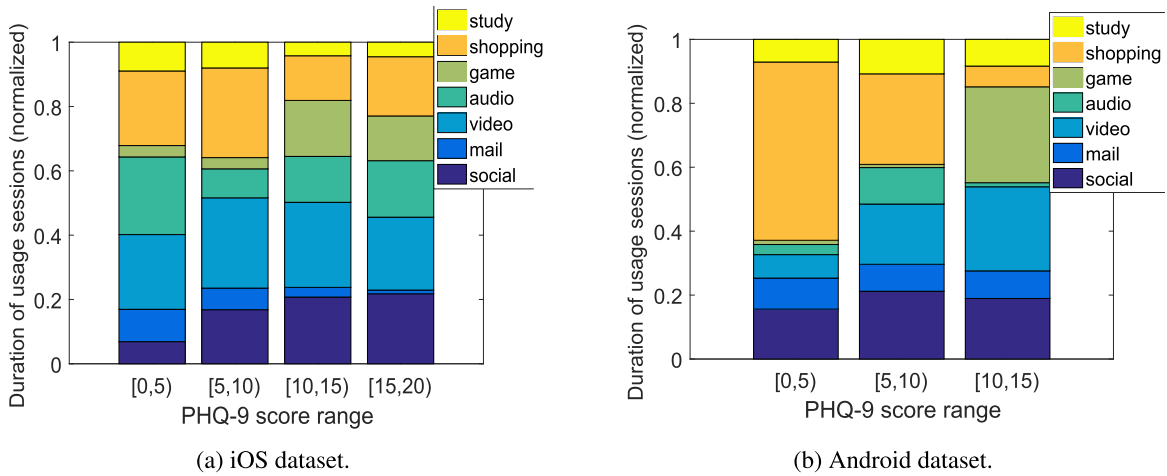 Duration of usage sessions (normalized)
1
0.8
0.6
0.4
0.2
0
study
shopping
game
audio
video
mail
social
[0,5)
[5,10)
[10,15)
[15,20)
PHQ-9 score range
(a) iOS dataset.
Duration of usage sessions (normalized)
1
0.8
0.6
0.4
0.2
0
study
shopping
game
audio
video
mail
social
[0,5)
[5,10)
[10,15)
PHQ-9 score range
(b) Android dataset.